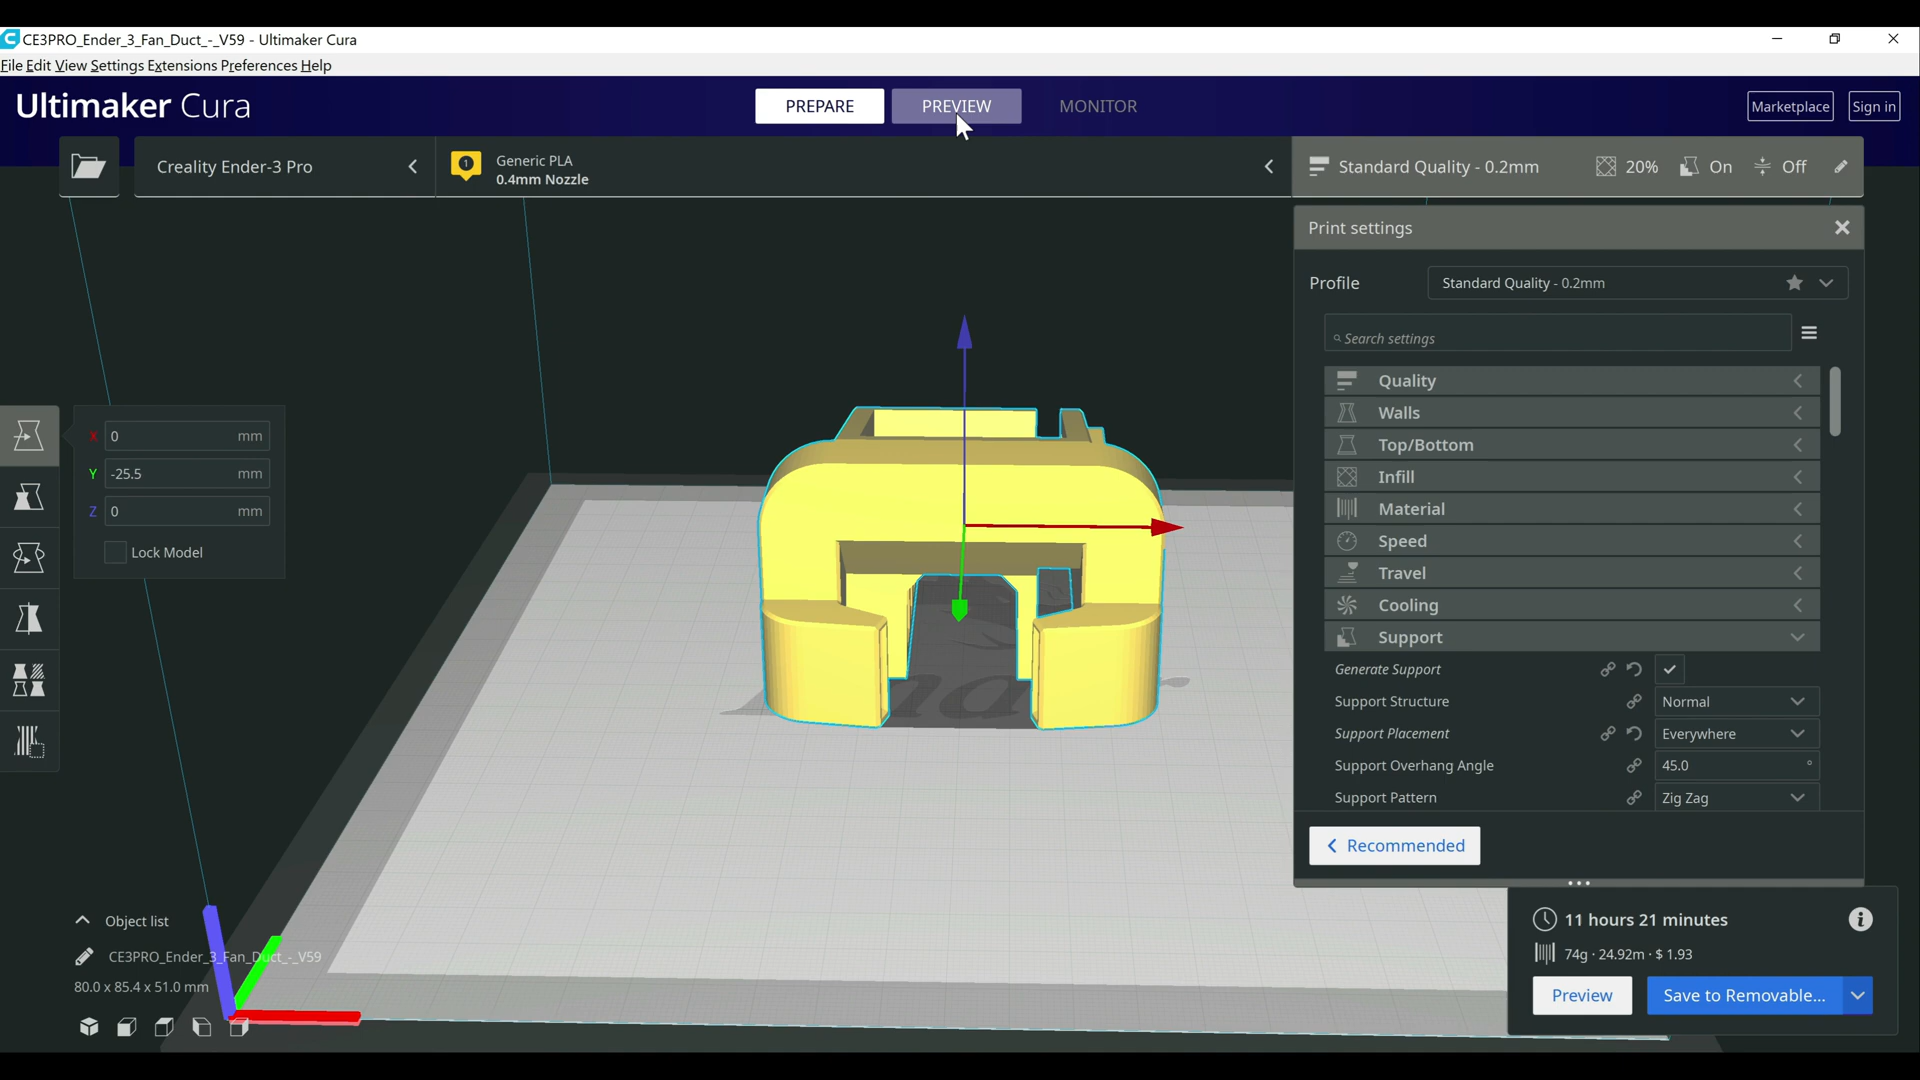 CE3PRO_Ender_3_Fan_Duct_-_V59 - Ultimaker Cura
File Edit View Settings Extensions Preferences Help
Ultimaker Cura
PREPARE
PREVIEW
MONITOR
Marketplace
Sign in
Creality Ender-3 Pro
1
Generic PLA
0.4mm Nozzle
Standard Quality - 0.2mm
20%
On
Off
Print settings
Profile
Standard Quality - 0.2mm
Search settings
Quality
Walls
Top/Bottom
Infill
Material
Speed
Travel
Cooling
Support
Generate Support
Support Structure
Normal
Support Placement
Everywhere
Support Overhang Angle
45.0 °
Support Pattern
Zig Zag
Recommended
X 0 mm
Y -25.5 mm
Z 0 mm
Lock Model
Object list
CE3PRO_Ender_3_Fan_Duct_-_V59
80.0 x 85.4 x 51.0 mm
11 hours 21 minutes
74g · 24.92m · $ 1.93
Preview
Save to Removable...